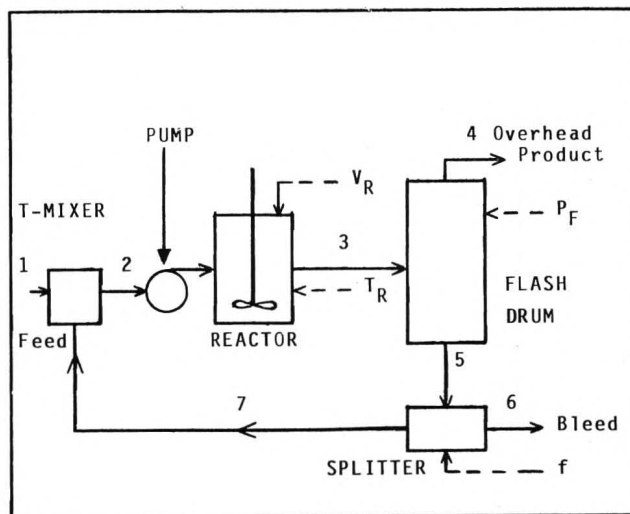 4 Overhead
Product
PUMP
V_R
P_F
T-MIXER
1
2
3
T_R
FLASH
DRUM
Feed
REACTOR
5
7
6
Bleed
SPLITTER
f